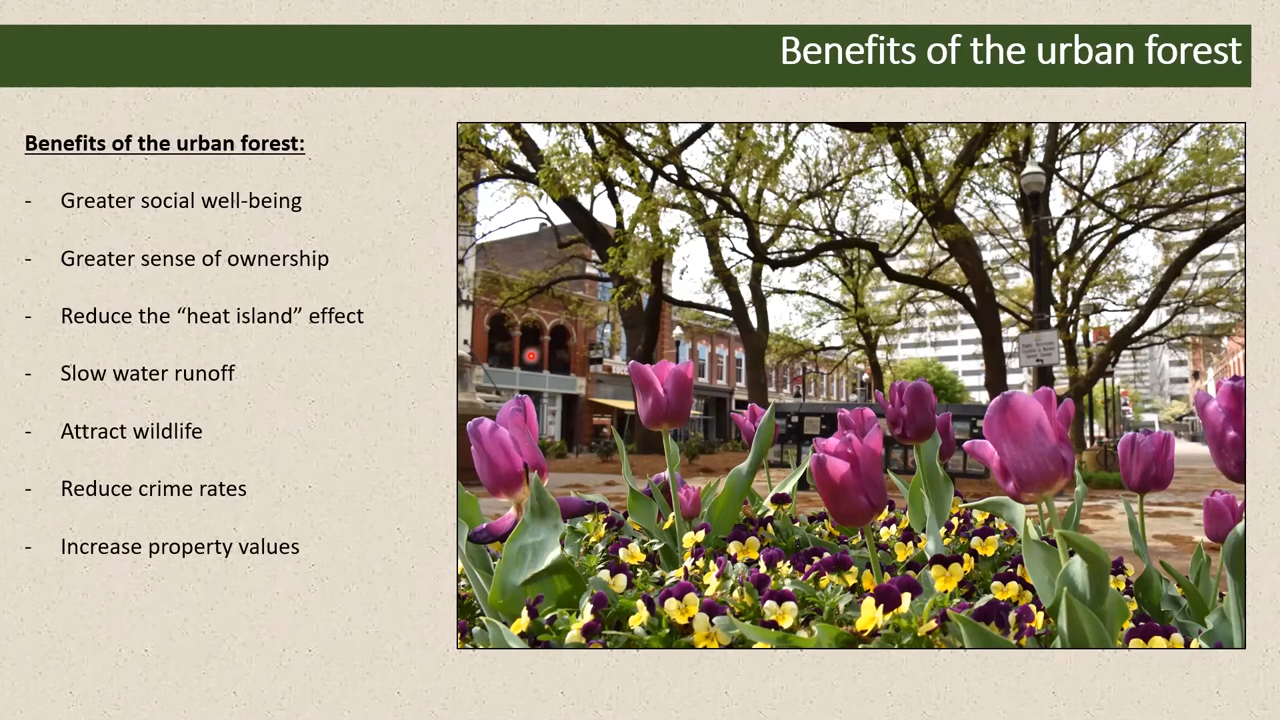 Benefits of the urban forest
Benefits of the urban forest:
- Greater social well-being
- Greater sense of ownership
- Reduce the “heat island” effect
- Slow water runoff
- Attract wildlife
- Reduce crime rates
- Increase property values